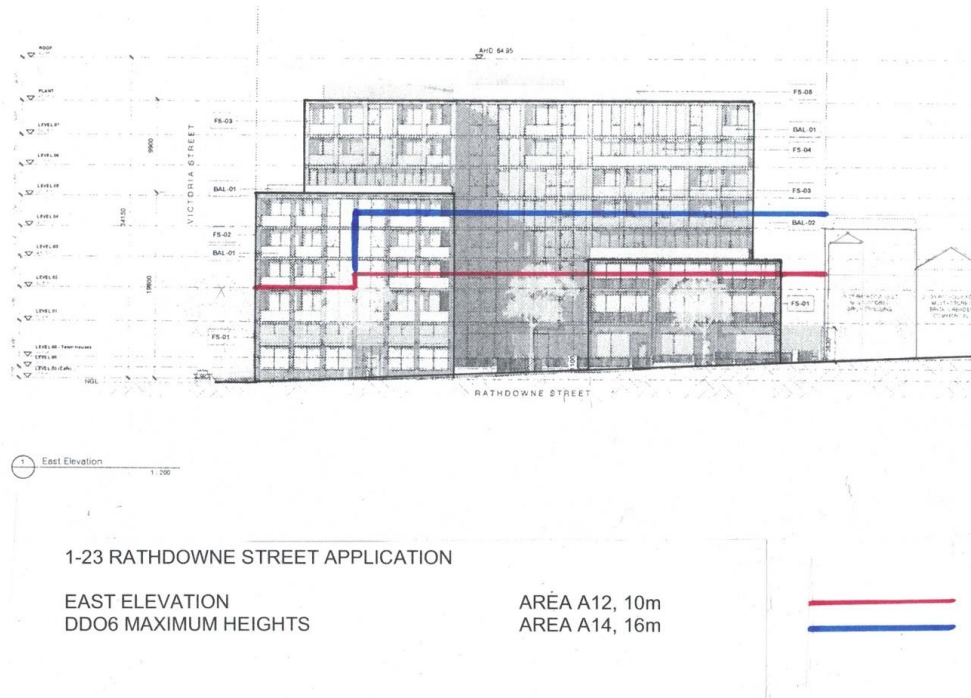 ROOF
AHD 64.95
PLANT
FS-08
LEVEL 07
FS-03
BAL-01
LEVEL 06
FS-04
9900
VICTORIA STREET
LEVEL 05
BAL-01
FS-03
LEVEL 04
34150
BAL-02
FS-02
LEVEL 03
BAL-01
LEVEL 02
19800
FS-01
LEVEL 01
FS-01
NGL
RATHDOWNE STREET
1
East Elevation
1:200
1-23 RATHDOWNE STREET APPLICATION
EAST ELEVATION
AREA A12, 10m
DDO6 MAXIMUM HEIGHTS
AREA A14, 16m